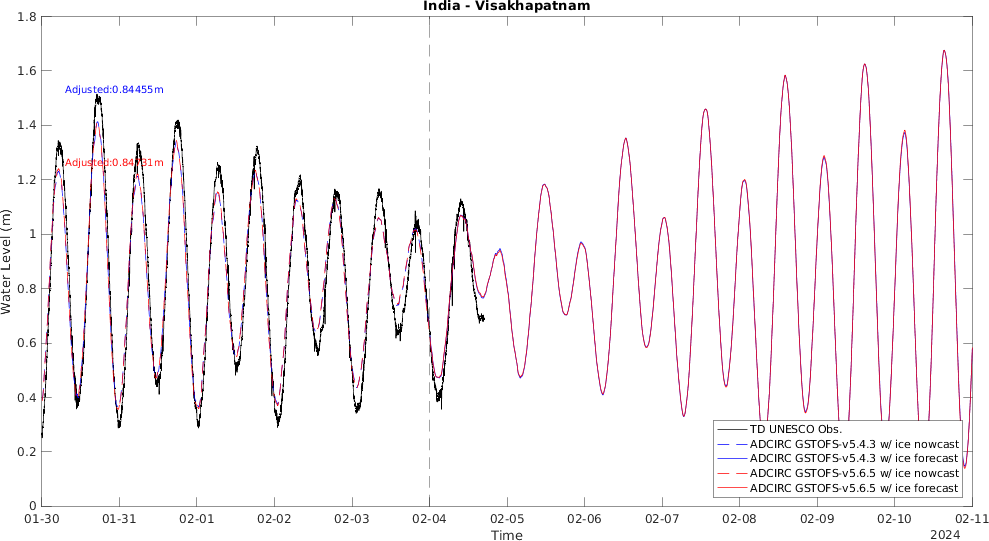 India - Visakhapatnam
1.8
1.6
1.4
1.2
1
0.8
0.6
0.4
0.2
0
Water Level (m)
Adjusted:0.84455m
TD UNESCO Obs.
ADCIRC GSTOFS-v5.4.3 w/ ice nowcast
ADCIRC GSTOFS-v5.4.3 w/ ice forecast
ADCIRC GSTOFS-v5.6.5 w/ ice nowcast
ADCIRC GSTOFS-v5.6.5 w/ ice forecast
01-30
01-31
02-01
02-02
02-03
02-04
02-05
02-06
02-07
02-08
02-09
02-10
02-11
Time
2024